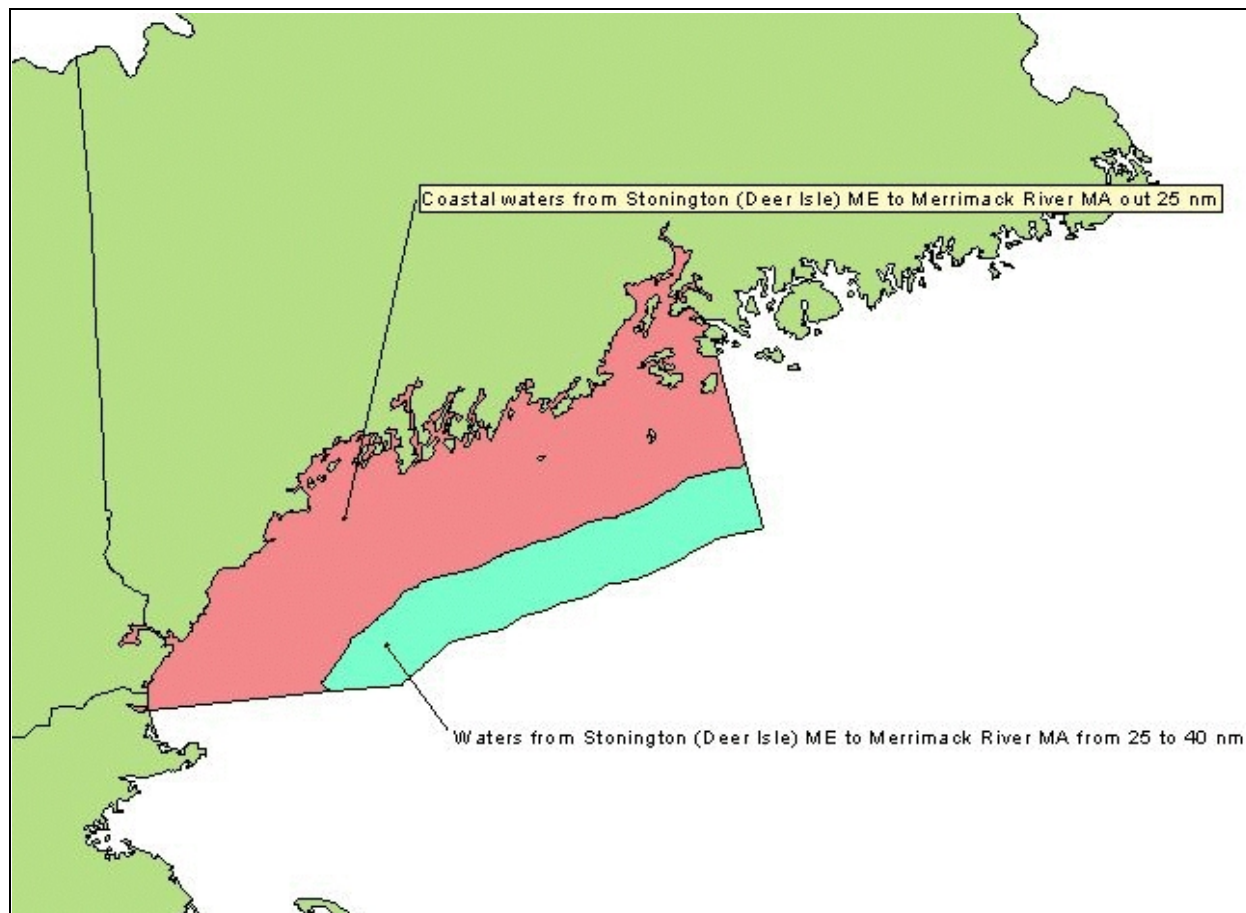 Coastal waters from Stonington (Deer Isle) ME to Merrimack River MA out 25 nm
Waters from Stonington (Deer Isle) ME to Merrimack River MA from 25 to 40 nm